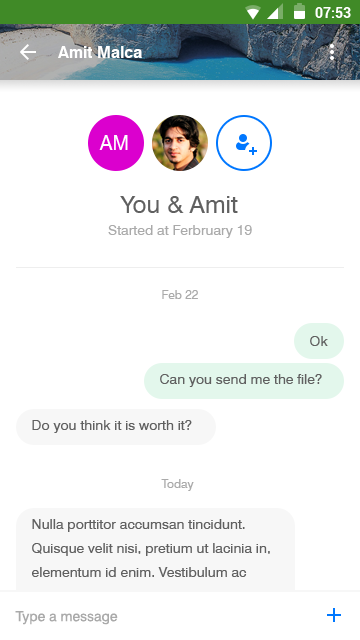 07:53
Amit Malca
AM
You & Amit
Started at Ferbruary 19
Feb 22
Ok
Can you send me the file?
Do you think it is worth it?
Today
Nulla porttitor accumsan tincidunt.
Quisque velit nisi, pretium ut lacinia in,
elementum id enim. Vestibulum ac
Type a message